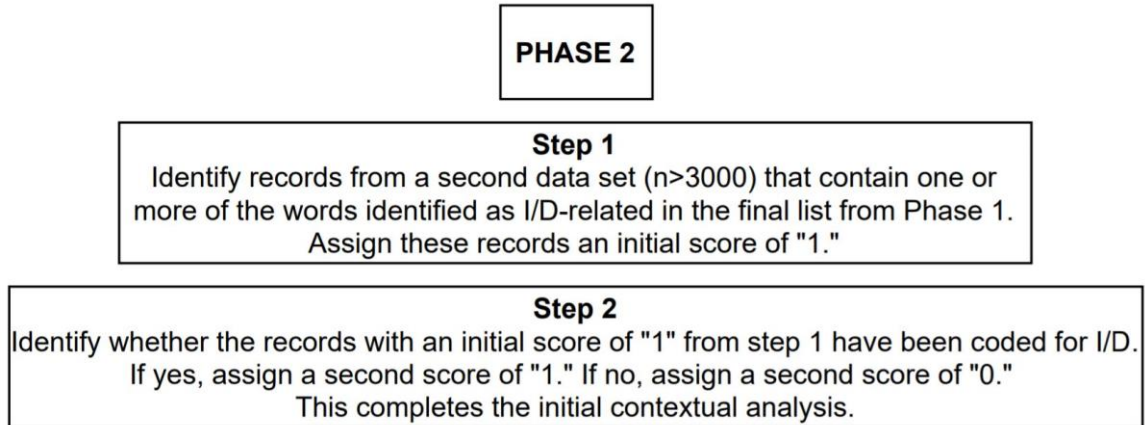 PHASE 2
Step 1
Identify records from a second data set (n>3000) that contain one or
more of the words identified as I/D-related in the final list from Phase 1.
Assign these records an initial score of "1."
Step 2
Identify whether the records with an initial score of "1" from step 1 have been coded for I/D.
If yes, assign a second score of "1." If no, assign a second score of "0."
This completes the initial contextual analysis.